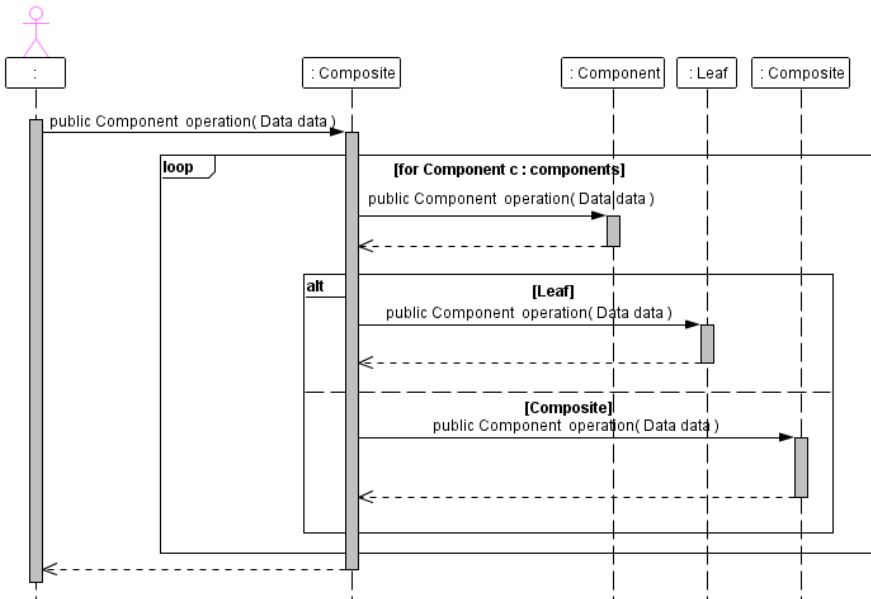 :
: Composite
: Component
: Leaf
: Composite
public Component operation( Data data )
loop
[for Component c : components]
public Component operation( Data data )
alt
[Leaf]
public Component operation( Data data )
[Composite]
public Component operation( Data data )